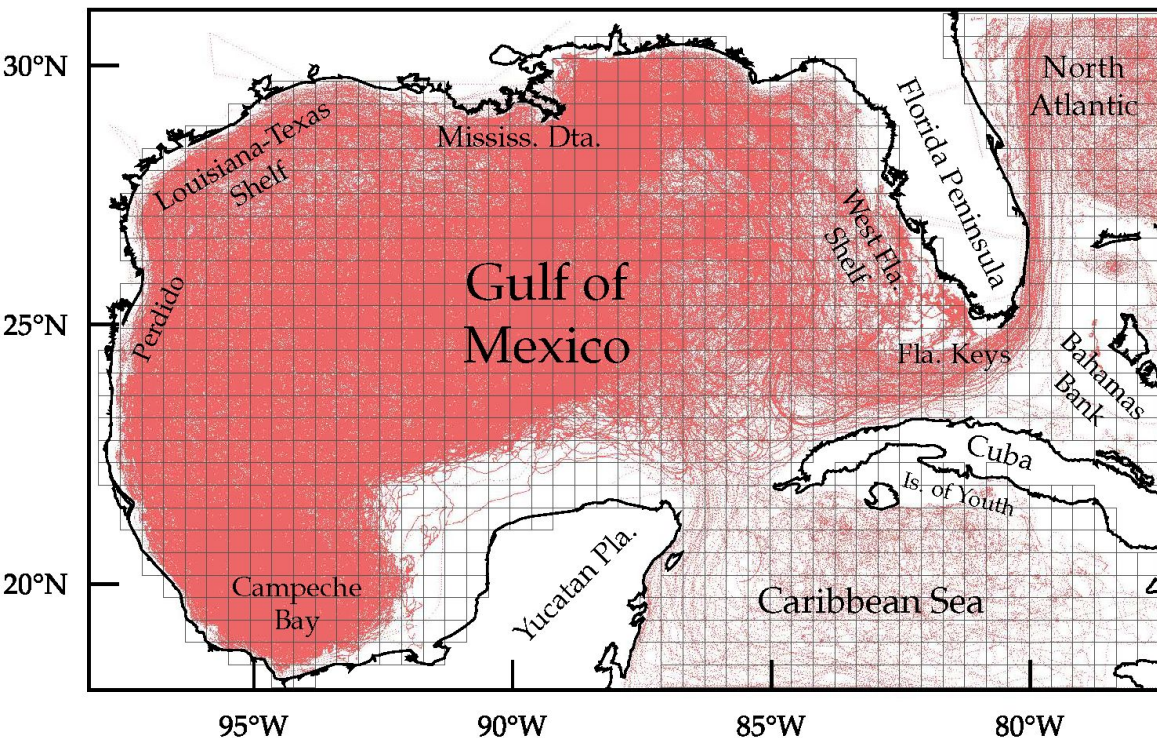 30°N
25°N
20°N
North
Atlantic
Florida Peninsula
Mississ. Dta.
Louisiana-Texas
Shelf
West Fla.
Shelf
Gulf of
Mexico
Perdido
Fla. Keys
Bahamas
Bank
Cuba
Is. of Youth
Campeche
Bay
Yucatan Pla.
Caribbean Sea
95°W
90°W
85°W
80°W